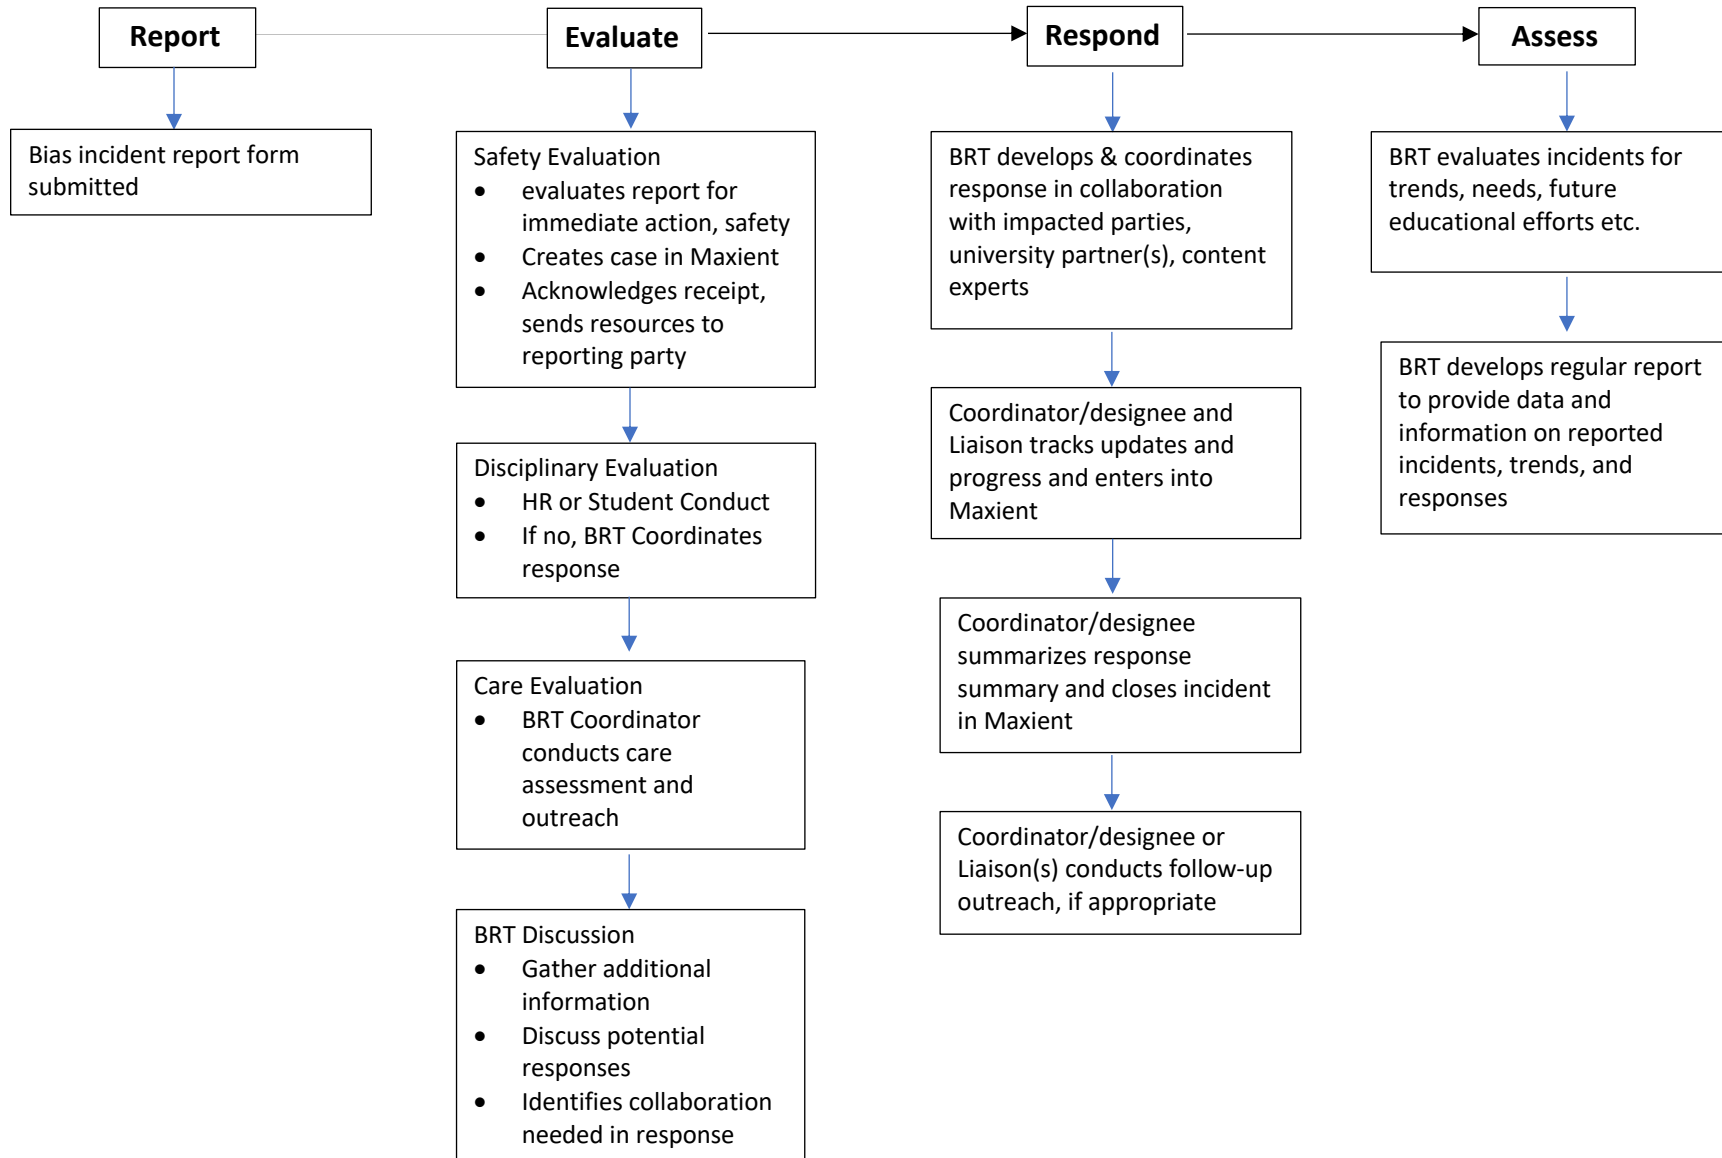 Report
Evaluate
Respond
Assess
Bias incident report form
submitted
Safety Evaluation
• evaluates report for
immediate action, safety
• Creates case in Maxient
• Acknowledges receipt,
sends resources to
reporting party
Disciplinary Evaluation
• HR or Student Conduct
• If no, BRT Coordinates
response
Care Evaluation
• BRT Coordinator
conducts care
assessment and
outreach
BRT Discussion
• Gather additional
information
• Discuss potential
responses
• Identifies collaboration
needed in response
BRT develops & coordinates
response in collaboration
with impacted parties,
university partner(s), content
experts
Coordinator/designee and
Liaison tracks updates and
progress and enters into
Maxient
Coordinator/designee
summarizes response
summary and closes incident
in Maxient
Coordinator/designee or
Liaison(s) conducts follow-up
outreach, if appropriate
BRT evaluates incidents for
trends, needs, future
educational efforts etc.
BRT develops regular report
to provide data and
information on reported
incidents, trends, and
responses